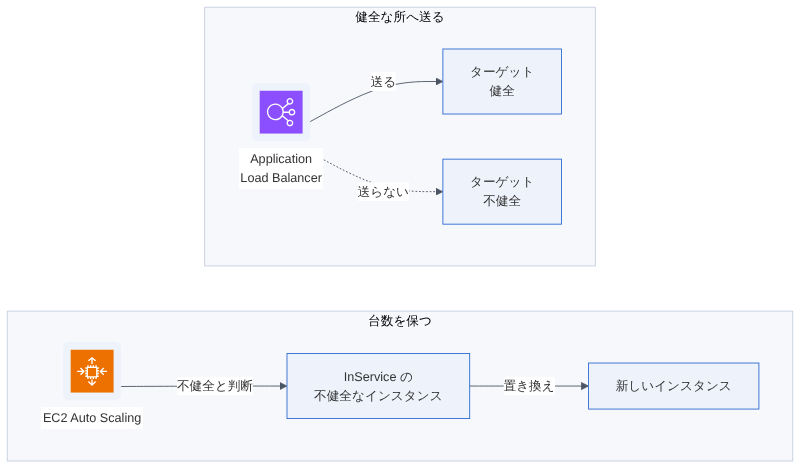 健全な所へ送る
ターゲット
健全
送る
Application
Load Balancer
送らない
ターゲット
不健全
台数を保つ
EC2 Auto Scaling
不健全と判断
InService の
不健全なインスタンス
置き換え
新しいインスタンス